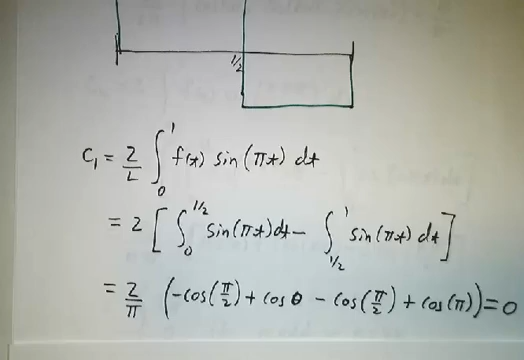 1/2
C₁ = 2/L ∫₀¹ f(x) sin(πx) dx
= 2 [ ∫₀^{1/2} sin(πx)dx − ∫_{1/2}^1 sin(πx) dx ]
= 2/π (−cos(π/2) + cos 0 − cos(π/2) + cos(π)) = 0